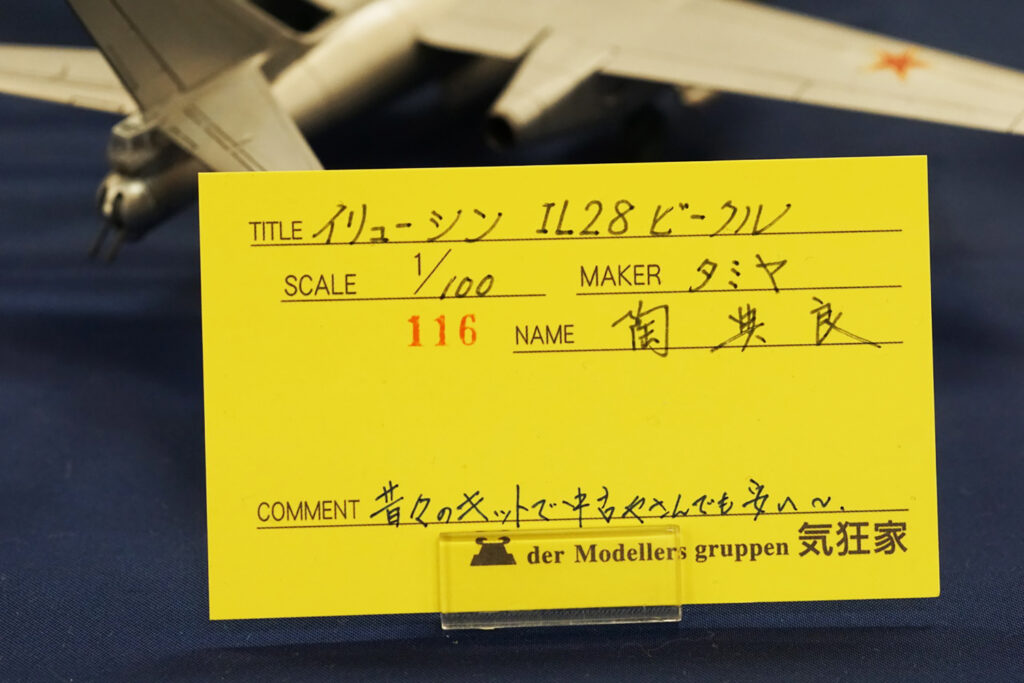 TITLE イリューシン IL28 ビークル
SCALE 1/100 MAKER タミヤ
116 NAME 陶 典良
COMMENT 昔々のキットで中古やさんでも安い〜.
der Modellers gruppen 気狂家